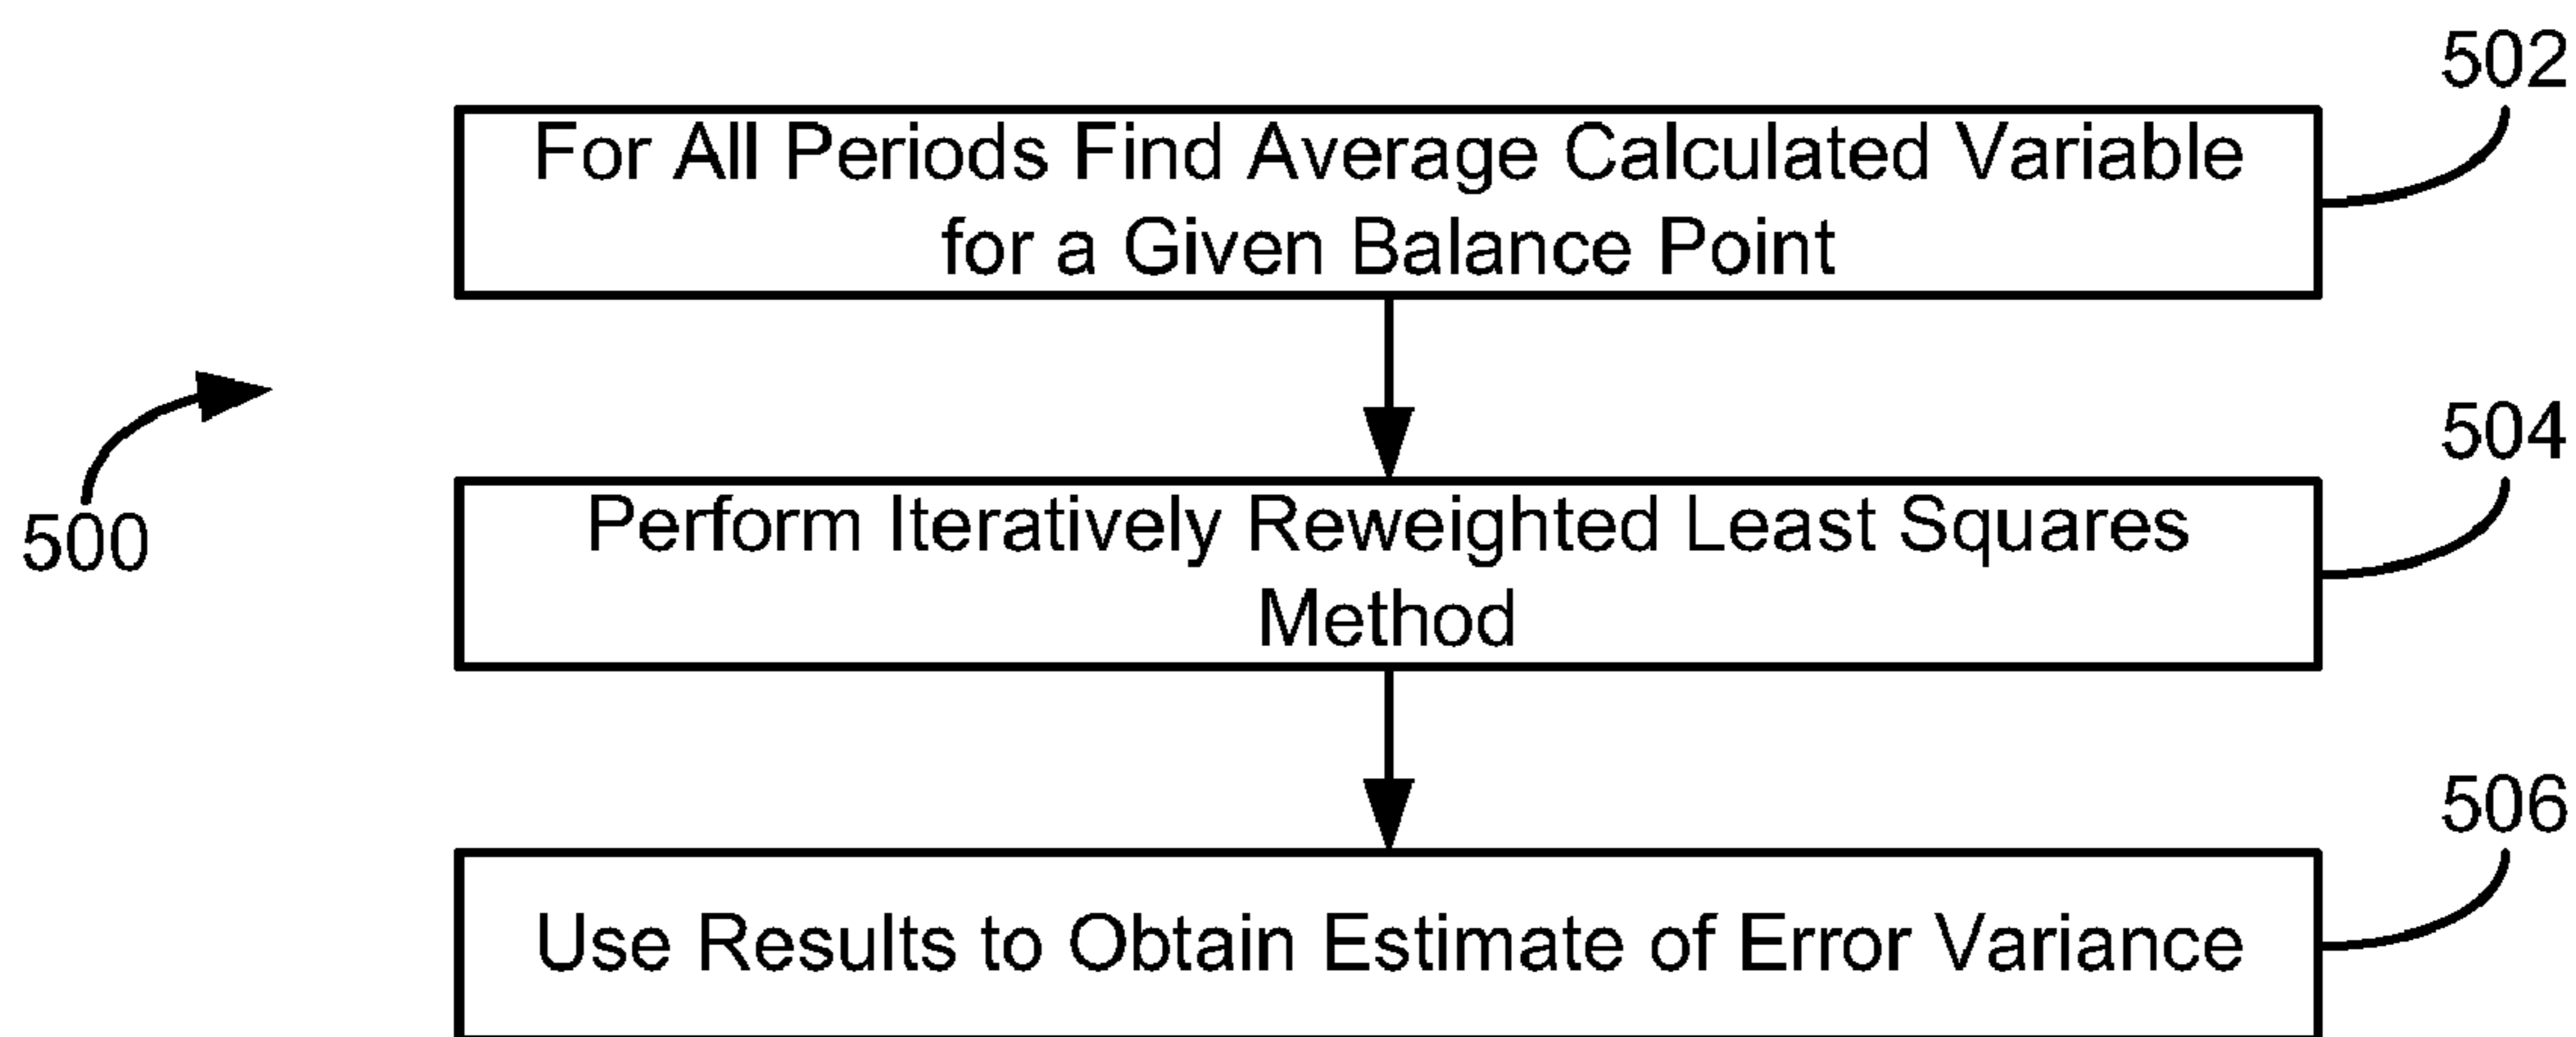 502
For All Periods Find Average Calculated Variable
for a Given Balance Point
504
500
Perform Iteratively Reweighted Least Squares
Method
506
Use Results to Obtain Estimate of Error Variance